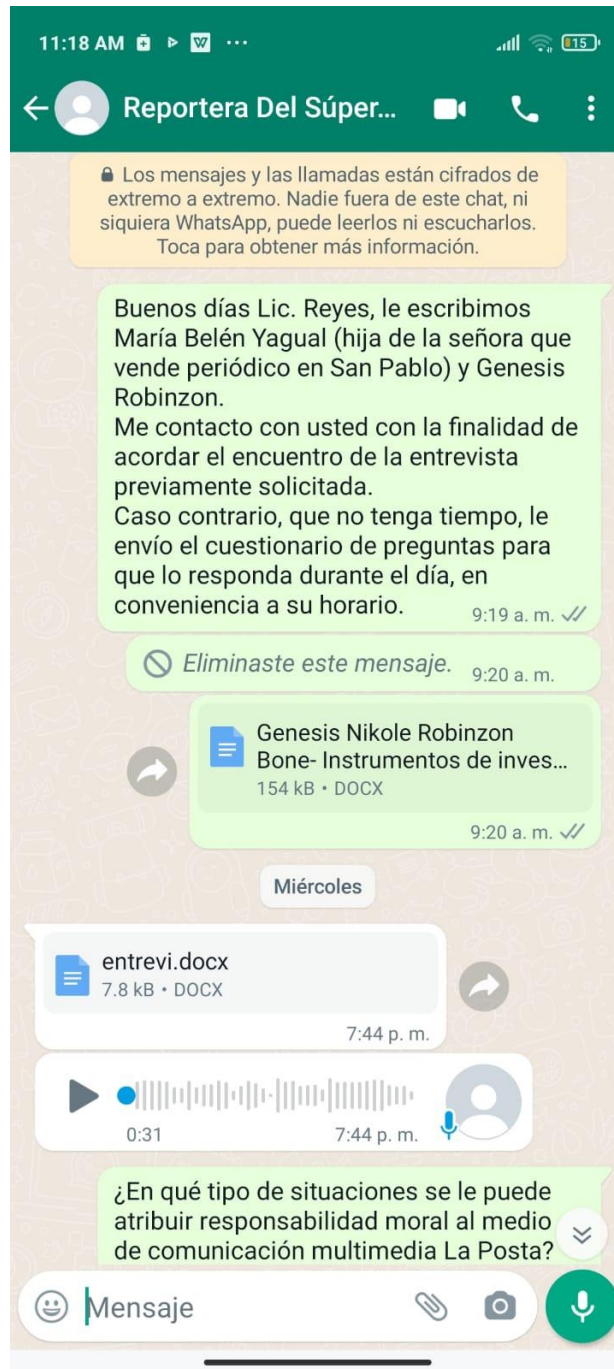 11:18 AM
15
Reportera Del Súper...
Los mensajes y las llamadas están cifrados de
extremo a extremo. Nadie fuera de este chat, ni
siquiera WhatsApp, puede leerlos ni escucharlos.
Toca para obtener más información.
Buenos días Lic. Reyes, le escribimos
María Belén Yagual (hija de la señora que
vende periódico en San Pablo) y Genesis
Robinzon.
Me contacto con usted con la finalidad de
acordar el encuentro de la entrevista
previamente solicitada.
Caso contrario, que no tenga tiempo, le
envío el cuestionario de preguntas para
que lo responda durante el día, en
conveniencia a su horario.
9:19 a. m.
Eliminaste este mensaje.
9:20 a. m.
Genesis Nikole Robinzon
Bone- Instrumentos de inves...
154 kB • DOCX
9:20 a. m.
Miércoles
entrevi.docx
7.8 kB • DOCX
7:44 p. m.
0:31
7:44 p. m.
¿En qué tipo de situaciones se le puede
atribuir responsabilidad moral al medio
de comunicación multimedia La Posta?
Mensaje